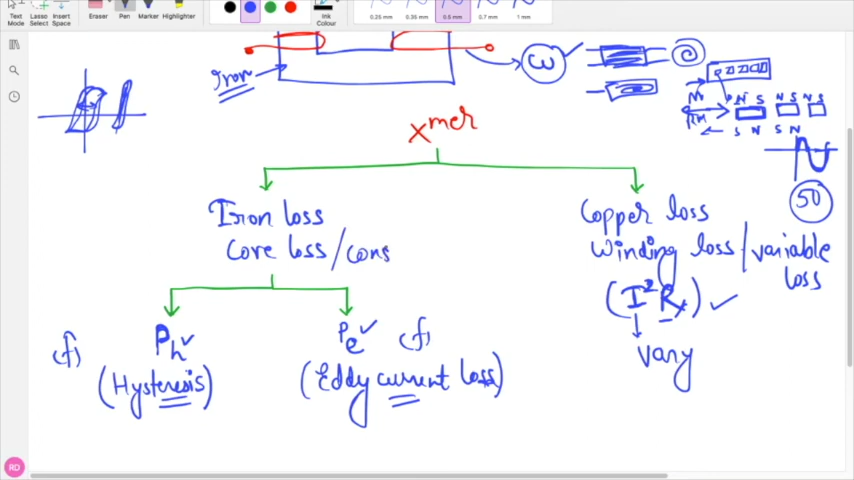 Text Mode
Lasso Select
Insert Space
Eraser
Pen
Marker
Highlighter
Ink Colour
0.25 mm
0.35 mm
0.5 mm
0.7 mm
1 mm
Iron
ω
N S
N S
N S
S N
S N
50
xmer
Iron loss
Core loss / cons
Copper loss
Winding loss / variable loss
(I²R)
vary
(f)
Ph
(Hysteresis)
Pe
(f)
(Eddy current loss)
RD